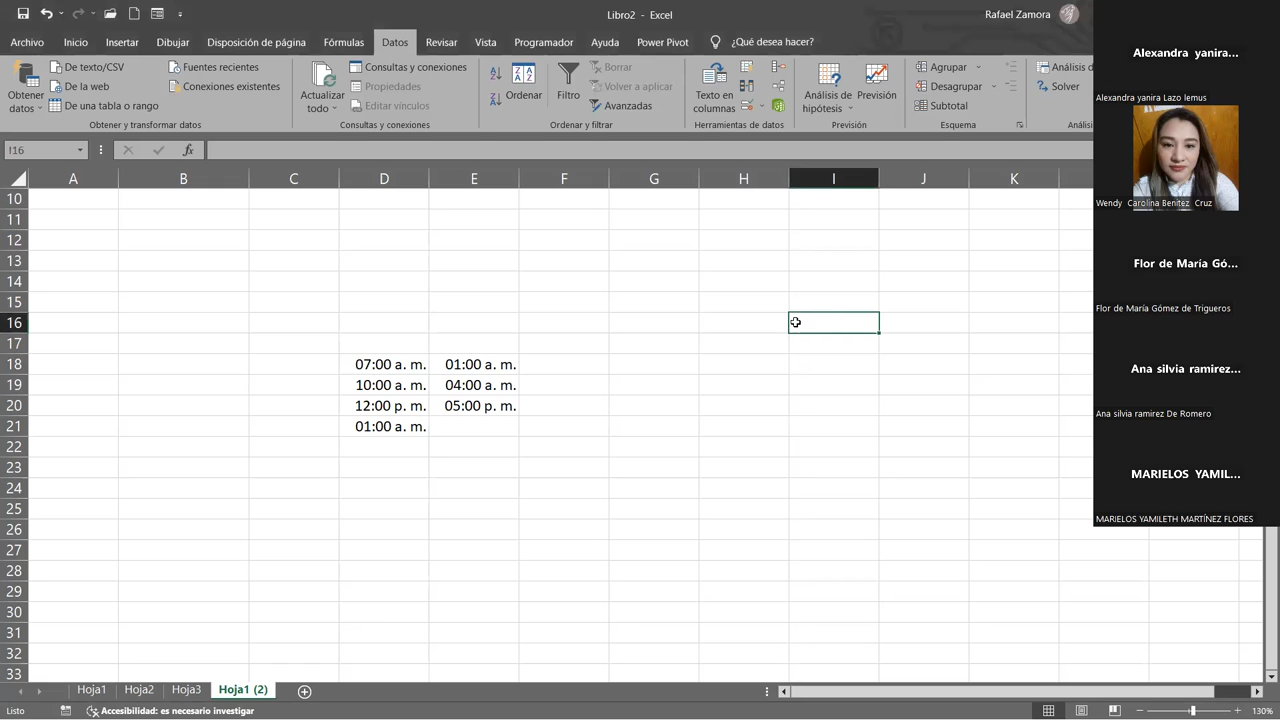 Libro2 - Excel
Rafael Zamora
Archivo Inicio Insertar Dibujar Disposición de página Fórmulas Datos Revisar Vista Programador Ayuda Power Pivot ¿Qué desea hacer?
Obtener datos
De texto/CSV
De la web
De una tabla o rango
Fuentes recientes
Conexiones existentes
Obtener y transformar datos
Actualizar todo
Consultas y conexiones
Propiedades
Editar vínculos
Consultas y conexiones
Ordenar
Filtro
Borrar
Volver a aplicar
Avanzadas
Ordenar y filtrar
Texto en columnas
Herramientas de datos
Análisis de hipótesis
Previsión
Previsión
Agrupar
Desagrupar
Subtotal
Esquema
Análisis d
Solver
Análisi
I16
fx
A B C D E F G H I J K
10
11
12
13
14
15
16
17
18 07:00 a. m. 01:00 a. m.
19 10:00 a. m. 04:00 a. m.
20 12:00 p. m. 05:00 p. m.
21 01:00 a. m.
22
23
24
25
26
27
28
29
30
31
32
33
Hoja1 Hoja2 Hoja3 Hoja1 (2)
Listo
Accesibilidad: es necesario investigar
130%
Alexandra yanira...
Alexandra yanira Lazo lemus
Wendy Carolina Benitez Cruz
Flor de María Gó...
Flor de María Gómez de Trigueros
Ana silvia ramirez...
Ana silvia ramirez De Romero
MARIELOS YAMIL...
MARIELOS YAMILETH MARTÍNEZ FLORES